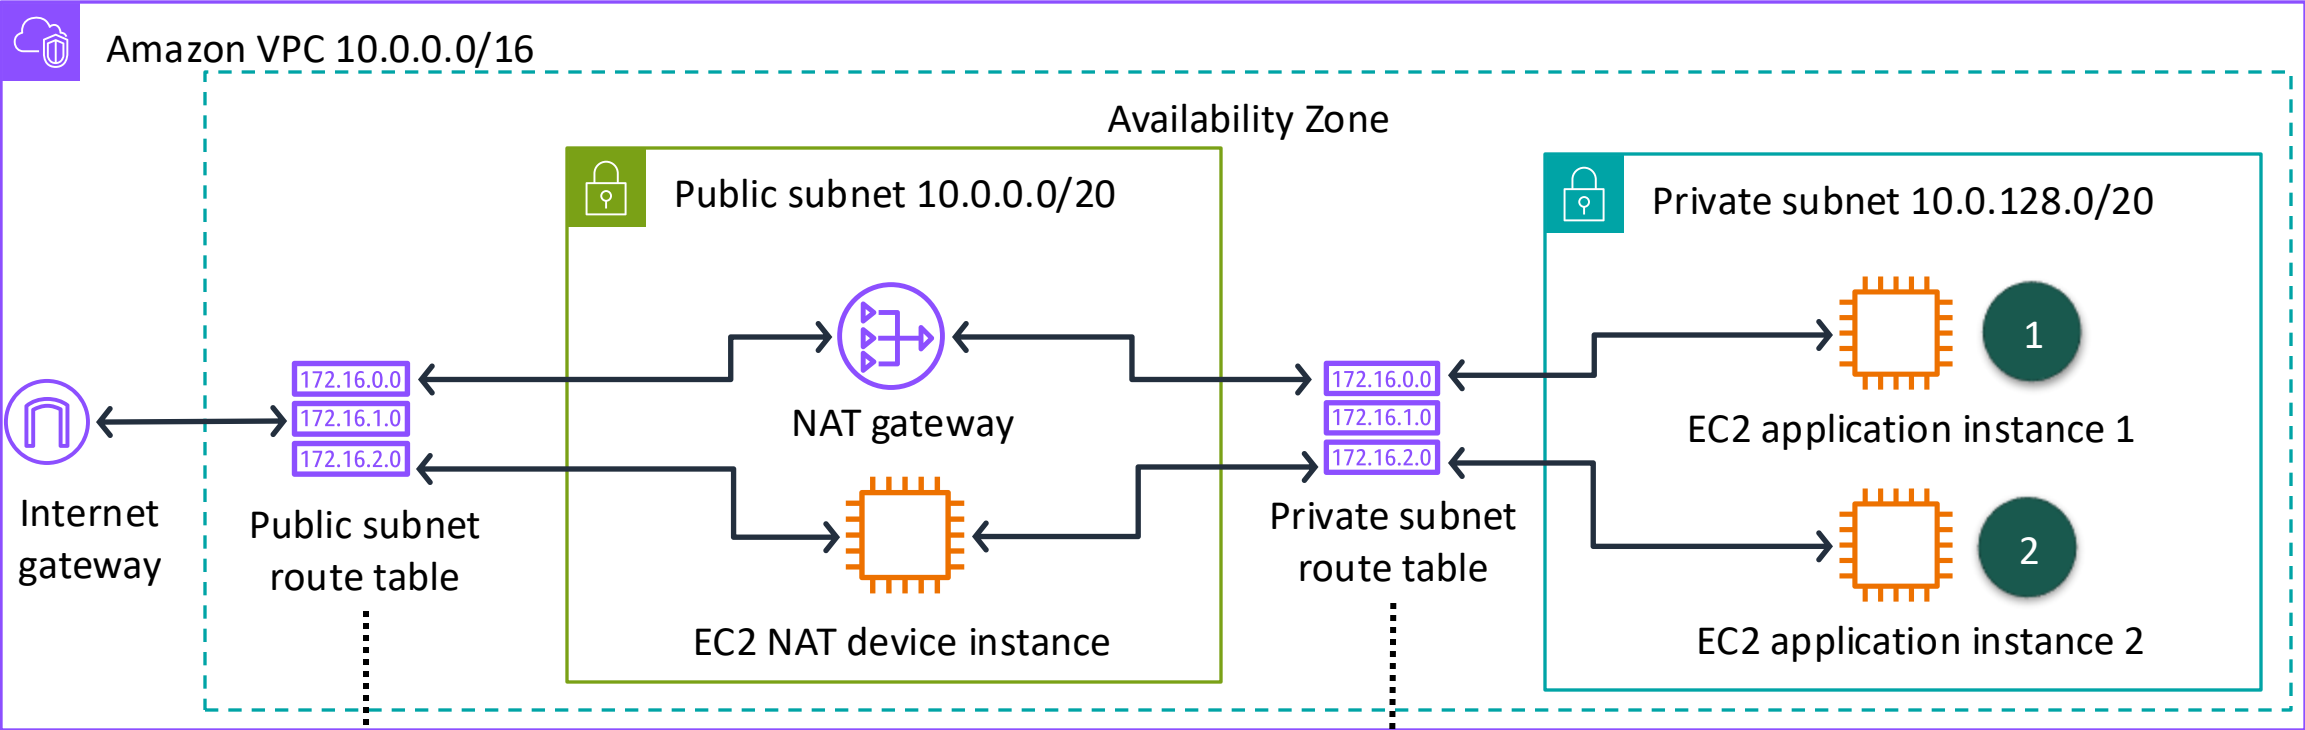 Amazon VPC 10.0.0.0/16
Availability Zone
Public subnet 10.0.0.0/20
Private subnet 10.0.128.0/20
1
172.16.0.0
172.16.1.0
172.16.2.0
172.16.0.0
172.16.1.0
172.16.2.0
NAT gateway
EC2 application instance 1
Internet
gateway
Public subnet
route table
Private subnet
route table
2
EC2 NAT device instance
EC2 application instance 2